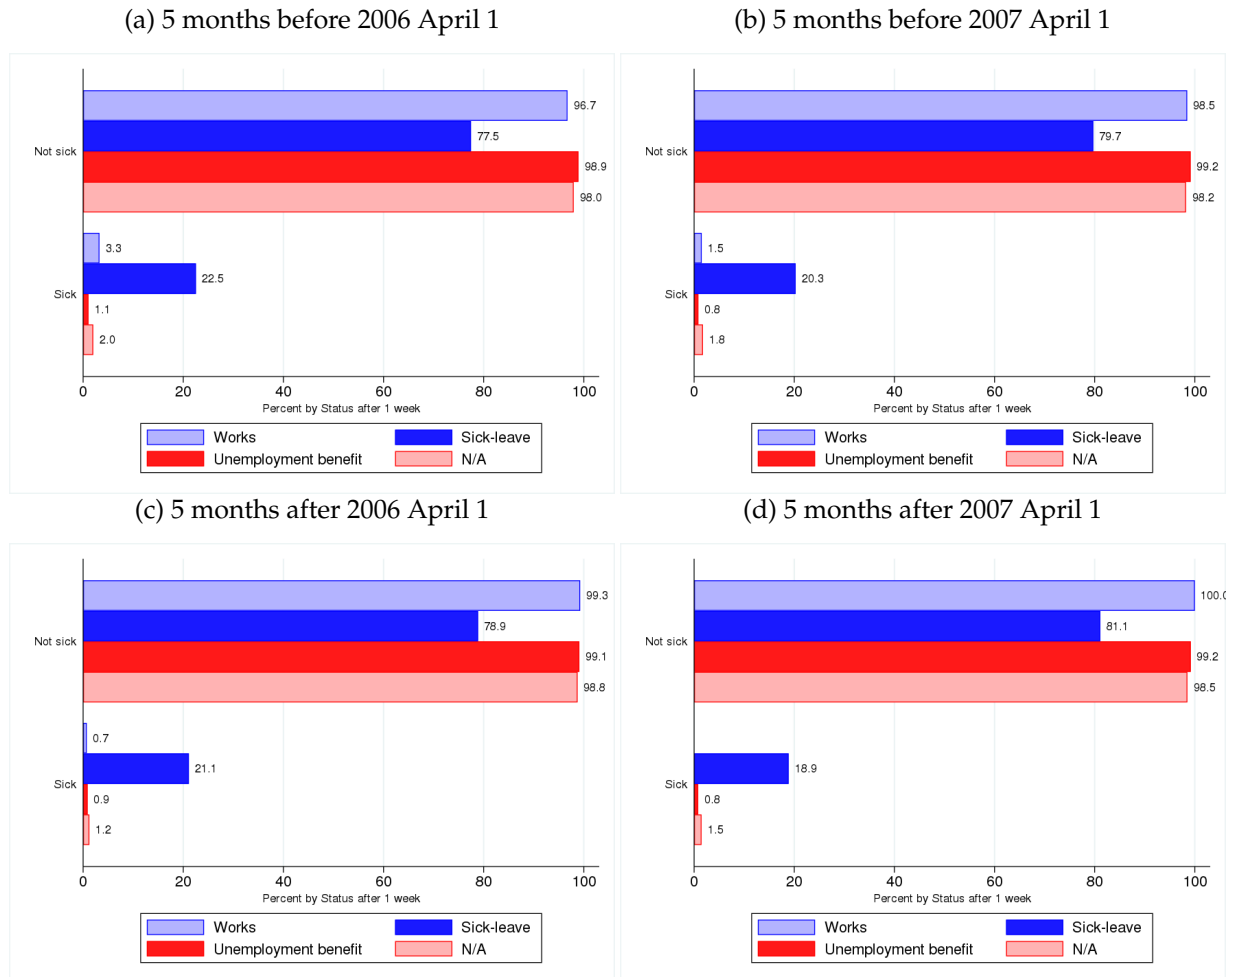 (a) 5 months before 2006 April 1
96.7
77.5
Not sick
98.9
98.0
3.3
22.5
Sick
1.1
2.0
0 20 40 60 80 100
Percent by Status after 1 week
Works Sick-leave
Unemployment benefit N/A
(b) 5 months before 2007 April 1
98.5
79.7
Not sick
99.2
98.2
1.5
20.3
Sick
0.8
1.8
0 20 40 60 80 100
Percent by Status after 1 week
Works Sick-leave
Unemployment benefit N/A
(c) 5 months after 2006 April 1
99.3
78.9
Not sick
99.1
98.8
0.7
21.1
Sick
0.9
1.2
0 20 40 60 80 100
Percent by Status after 1 week
Works Sick-leave
Unemployment benefit N/A
(d) 5 months after 2007 April 1
100.0
81.1
Not sick
99.2
98.5
18.9
Sick
0.8
1.5
0 20 40 60 80 100
Percent by Status after 1 week
Works Sick-leave
Unemployment benefit N/A